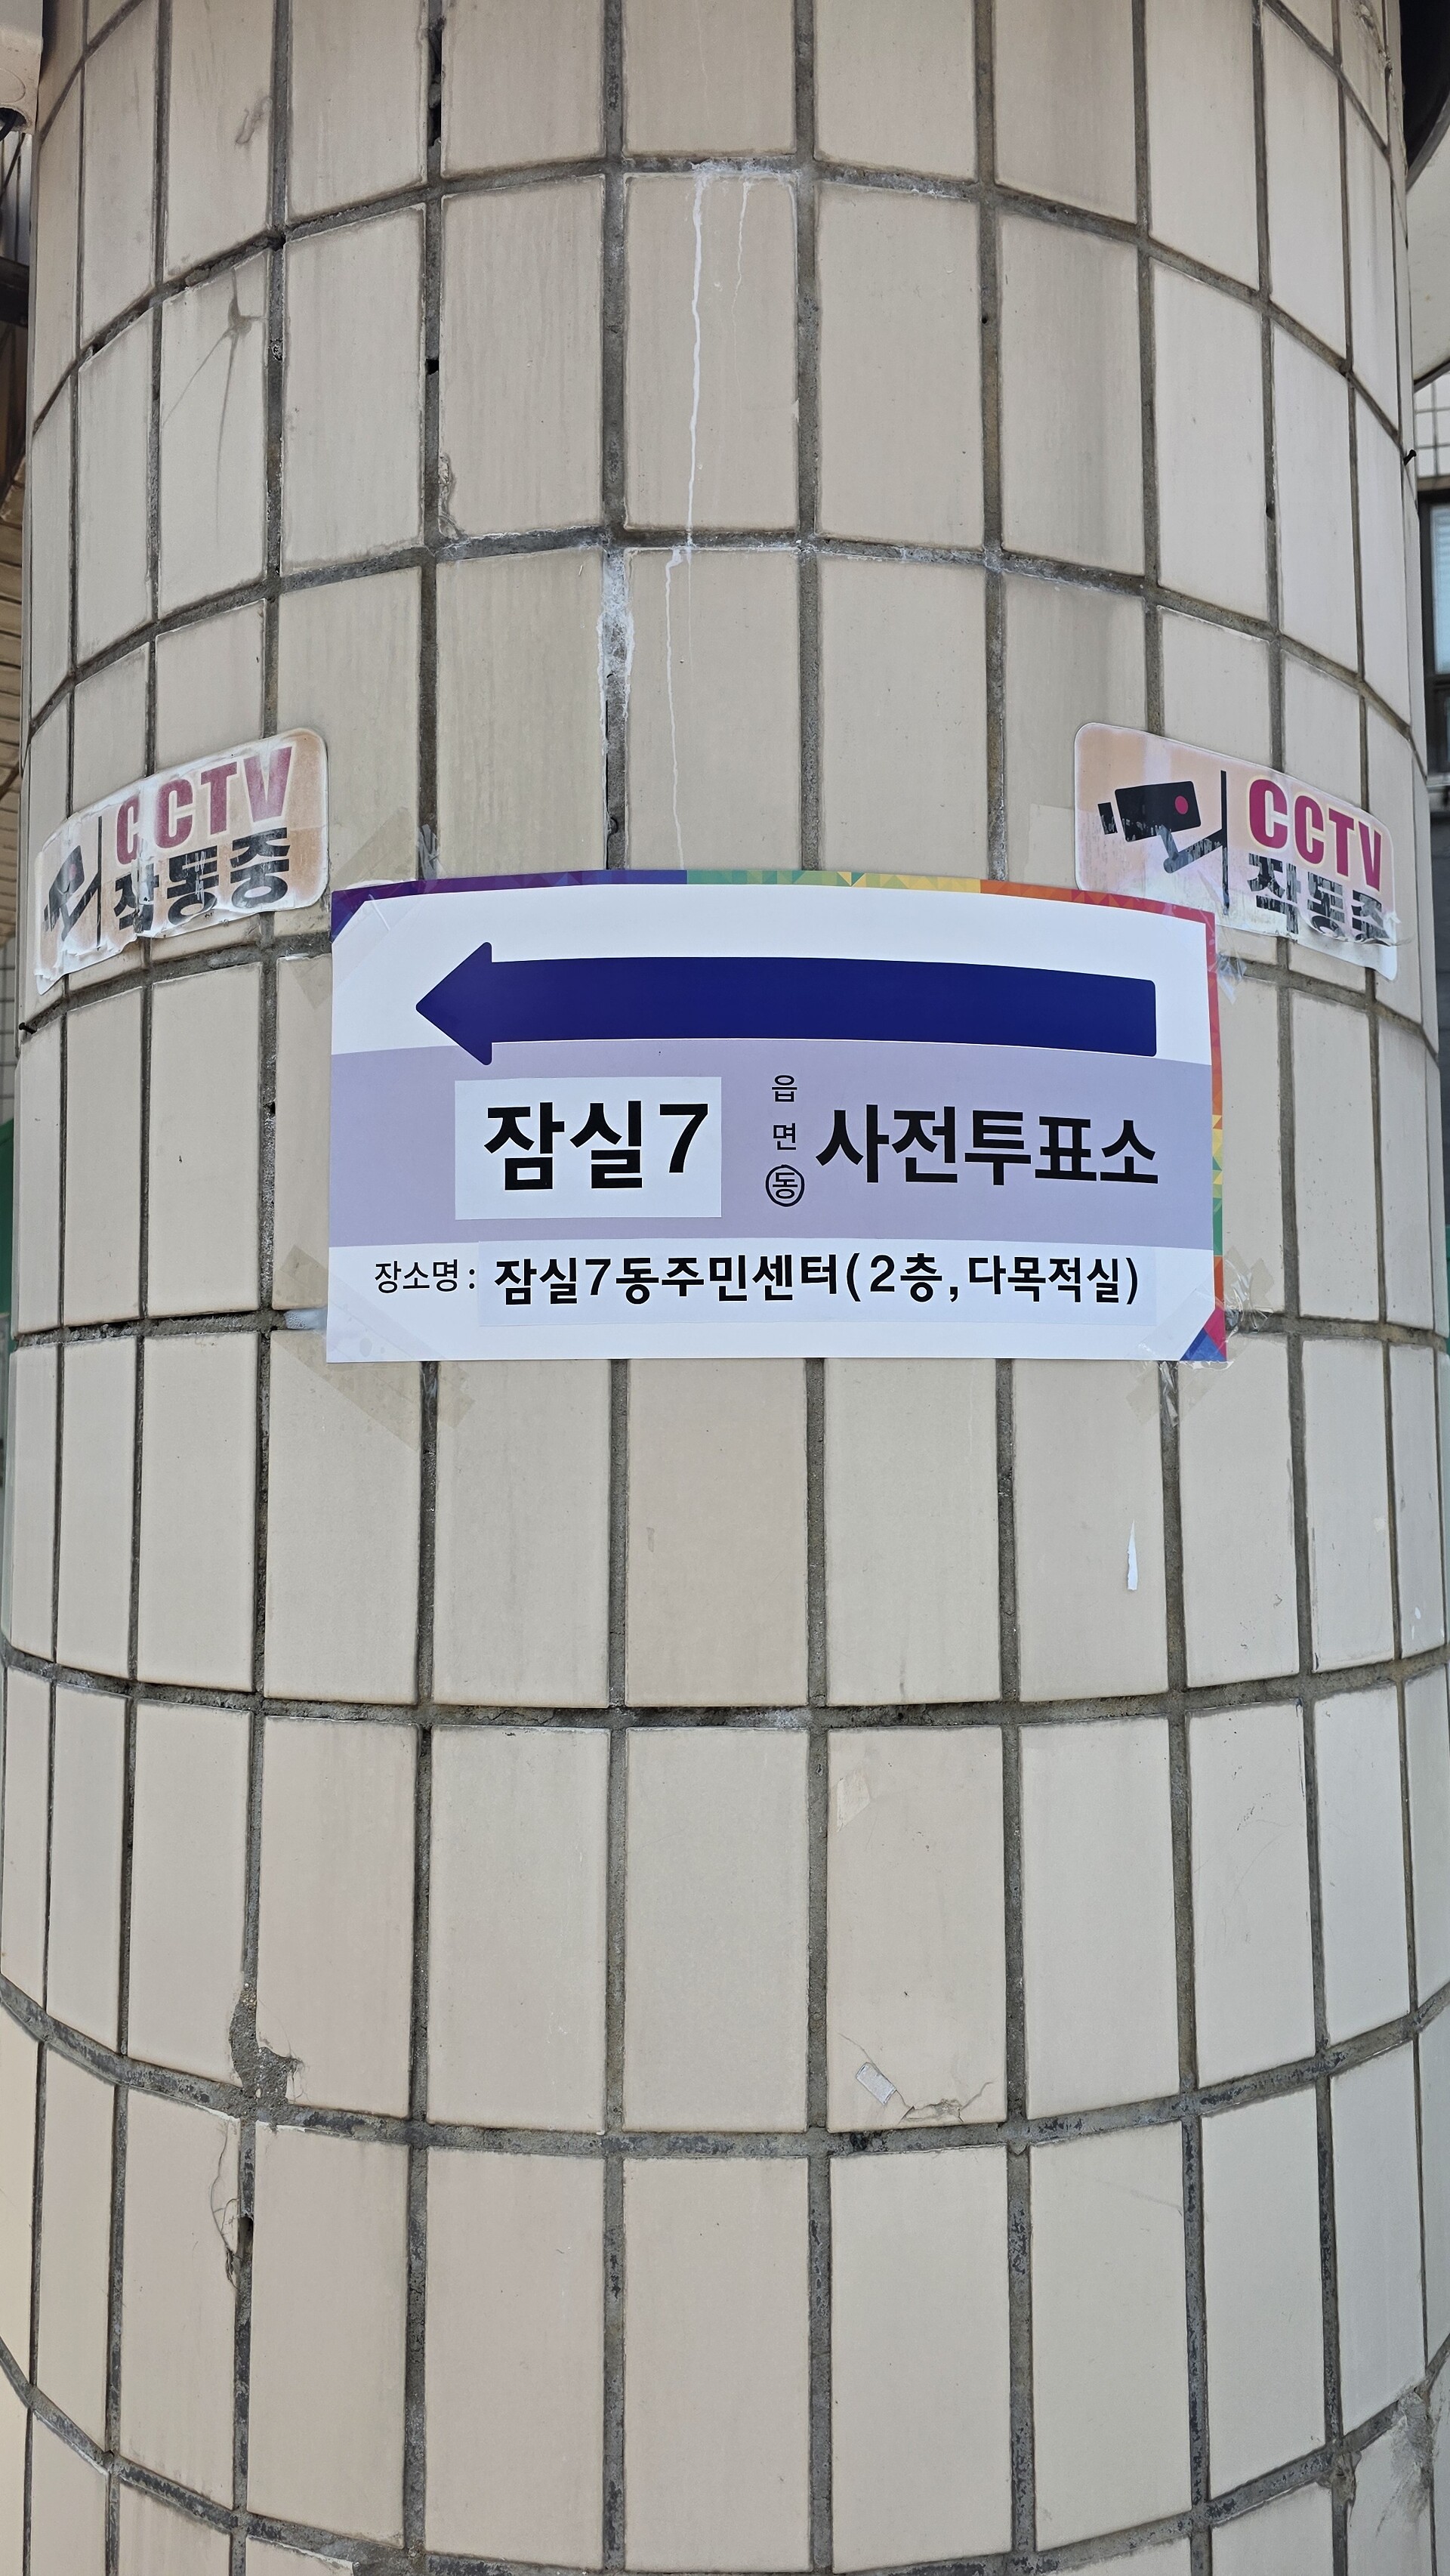 CCTV
작동중
CCTV
작동중
잠실7 읍 면 동 사전투표소
장소명: 잠실7동주민센터(2층,다목적실)